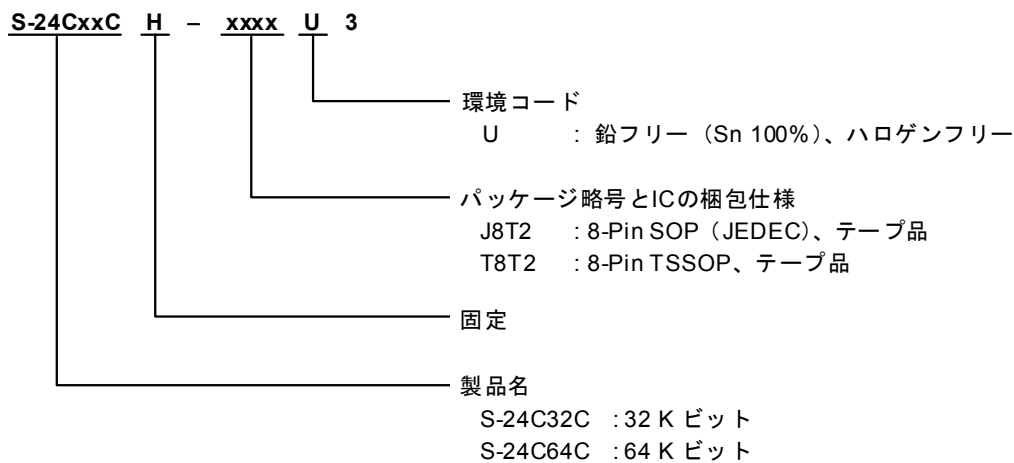 S-24CxxC H – xxxx U 3
環境コード
U : 鉛フリー（Sn 100%）、ハロゲンフリー
パッケージ略号とICの梱包仕様
J8T2 : 8-Pin SOP（JEDEC）、テープ品
T8T2 : 8-Pin TSSOP、テープ品
固定
製品名
S-24C32C : 32 K ビット
S-24C64C : 64 K ビット